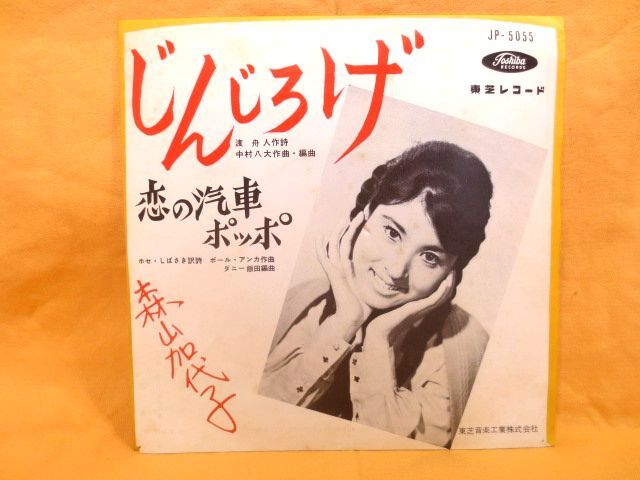 JP-5055
Toshiba
RECORDS
東芝レコード
じんじろげ
渡舟人作詩
中村八大作曲・編曲
恋の汽車
ポッポ
ホセ・しばさき訳詩 ポール・アンカ作曲
ダニー飯田編曲
森山加代子
東芝音楽工業株式会社